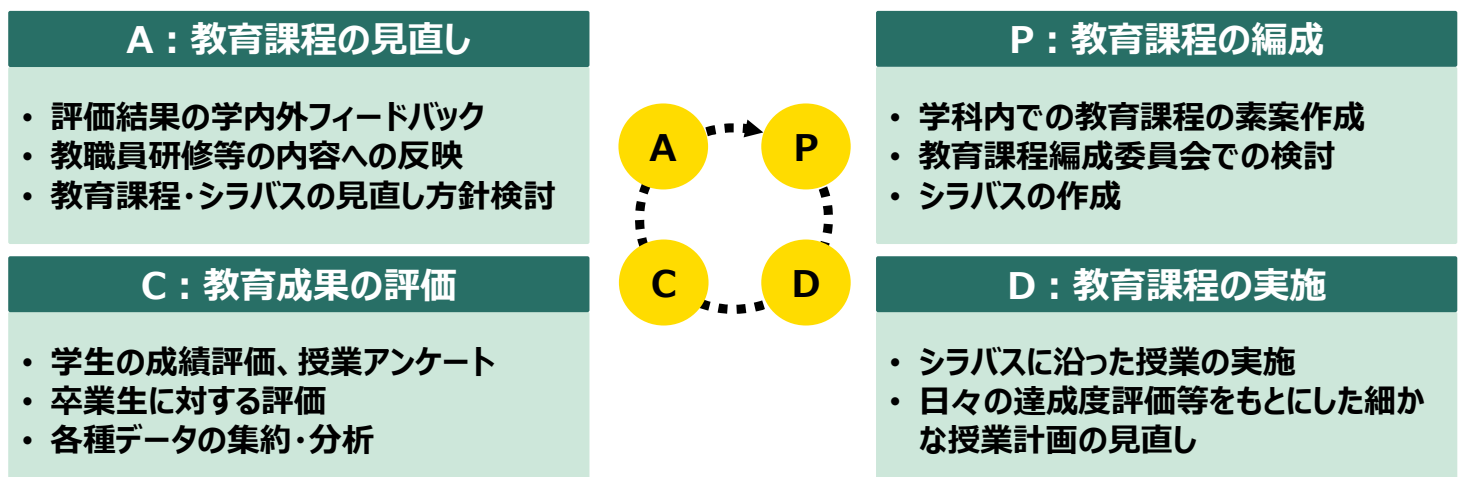 A：教育課程の見直し
• 評価結果の学内外フィードバック
• 教職員研修等の内容への反映
• 教育課程・シラバスの見直し方針検討
P：教育課程の編成
• 学科内での教育課程の素案作成
• 教育課程編成委員会での検討
• シラバスの作成
A
P
C
D
C：教育成果の評価
• 学生の成績評価、授業アンケート
• 卒業生に対する評価
• 各種データの集約・分析
D：教育課程の実施
• シラバスに沿った授業の実施
• 日々の達成度評価等をもとにした細か
な授業計画の見直し